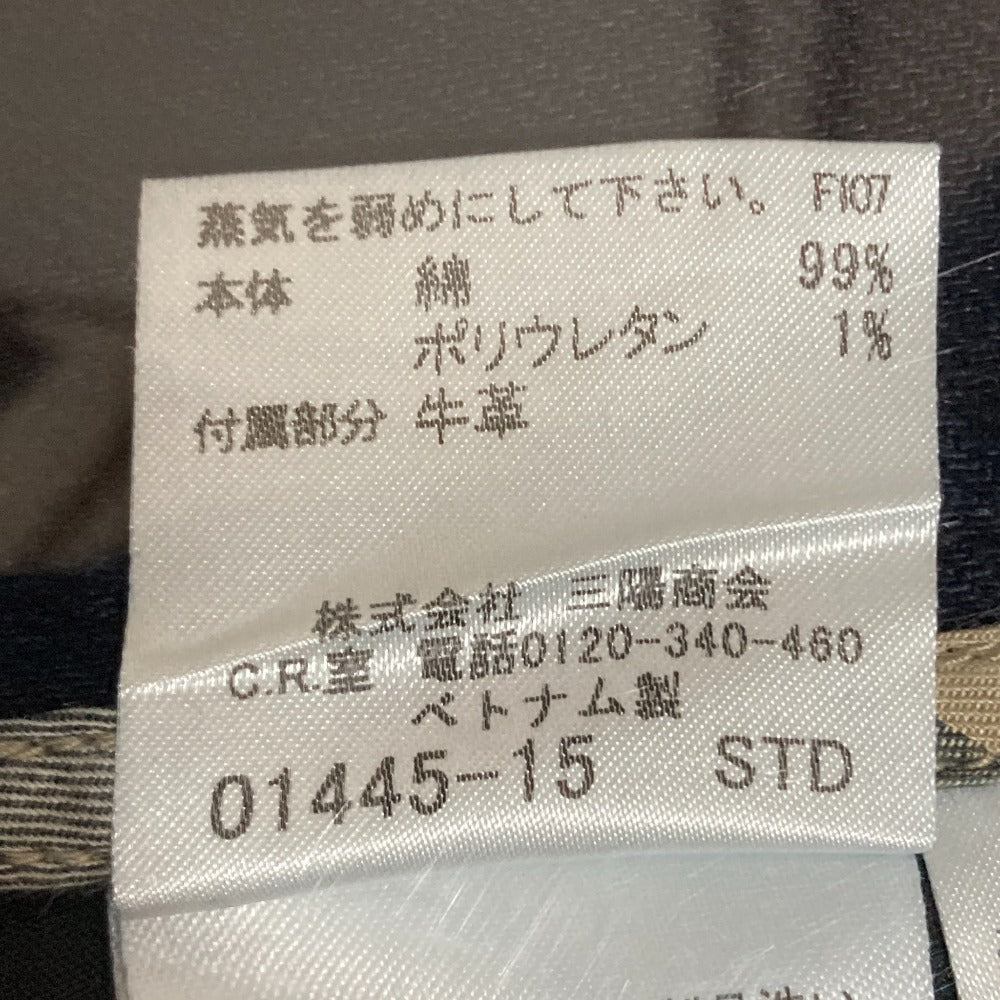 蒸気を弱めにして下さい。 FI07
本体 綿 99%
ポリウレタン 1%
付属部分 牛革
株式会社 三陽商会
C.R.室 電話0120-340-460
ベトナム製
01445-15 STD